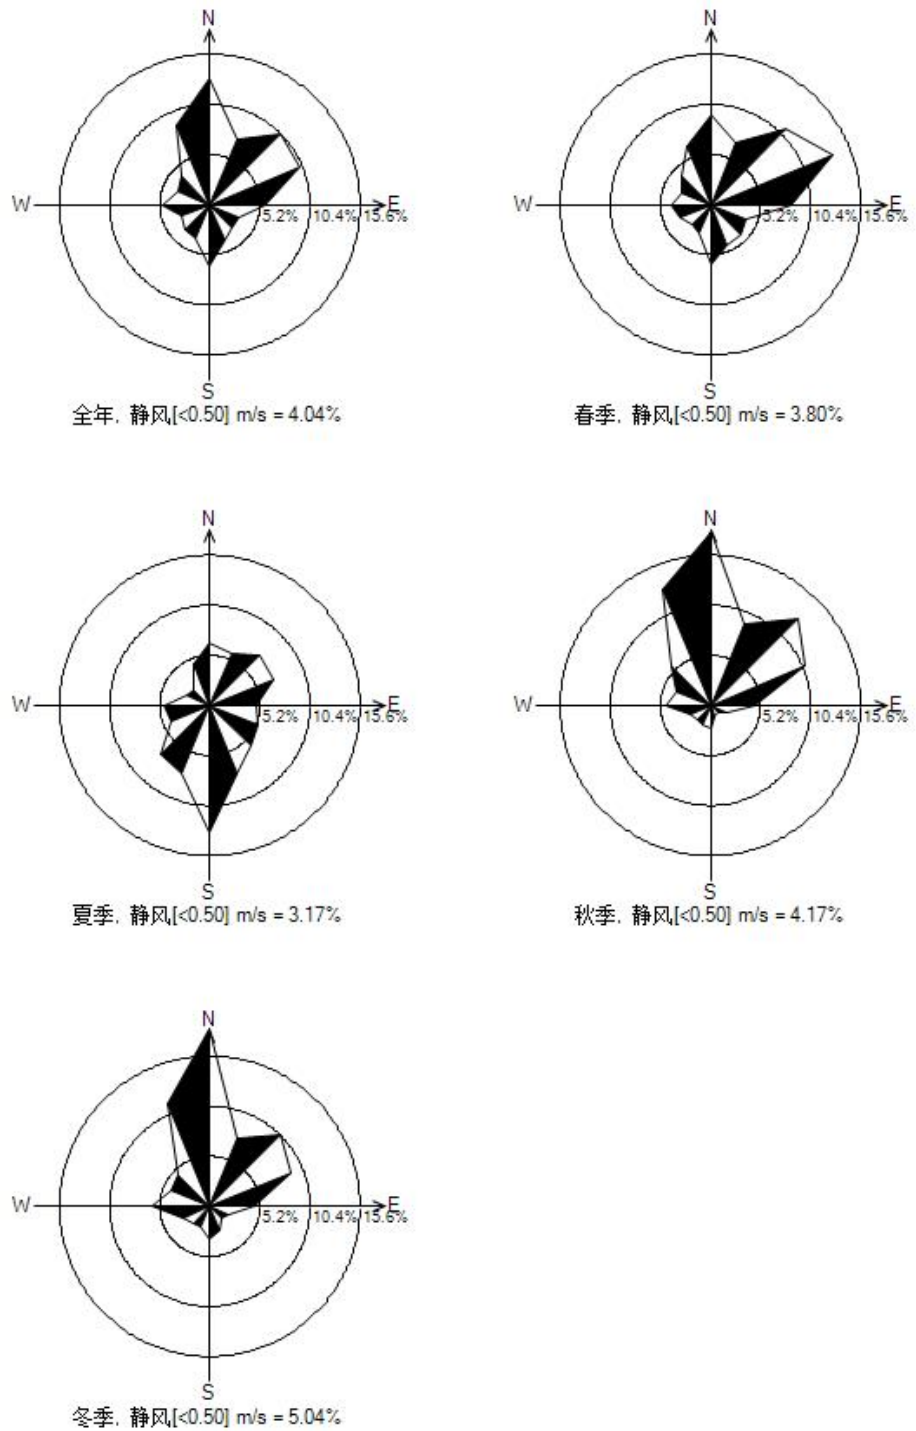 N
W E
5.2% 10.4% 15.6%
S
全年, 静风[<0.50] m/s = 4.04%
N
W E
5.2% 10.4% 15.6%
S
春季, 静风[<0.50] m/s = 3.80%
N
W E
5.2% 10.4% 15.6%
S
夏季, 静风[<0.50] m/s = 3.17%
N
W E
5.2% 10.4% 15.6%
S
秋季, 静风[<0.50] m/s = 4.17%
N
W E
5.2% 10.4% 15.6%
S
冬季, 静风[<0.50] m/s = 5.04%